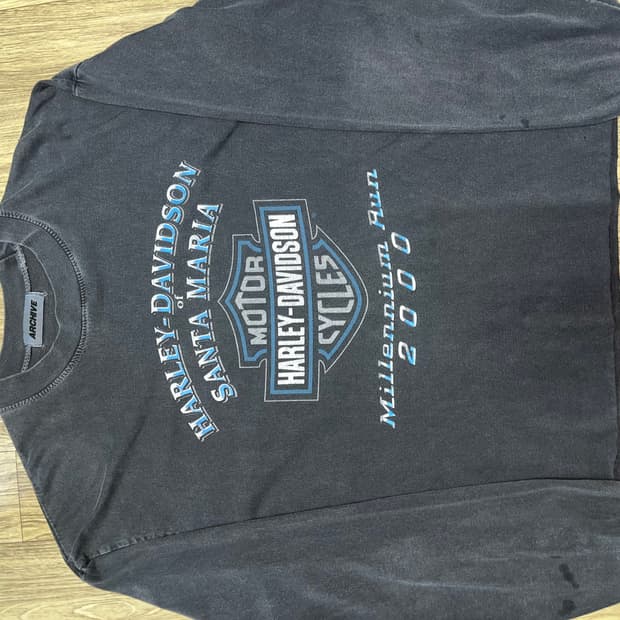 ARCHIVE
HARLEY-DAVIDSON
of
SANTA MARIA
MOTOR
HARLEY-DAVIDSON
CYCLES
Millennium Run
2000